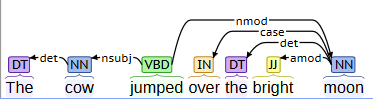 nmod
case
det
DT det NN nsubj VBD IN DT JJ amod NN
The cow jumped over the bright moon